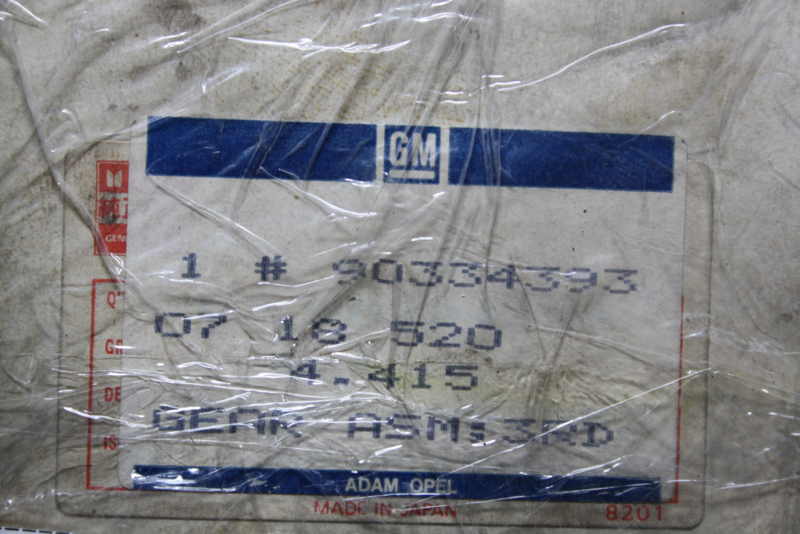 GM
1 # 90334393
07 18 520
4.415
GEAR ASM:3RD
ADAM OPEL
MADE IN JAPAN 8201